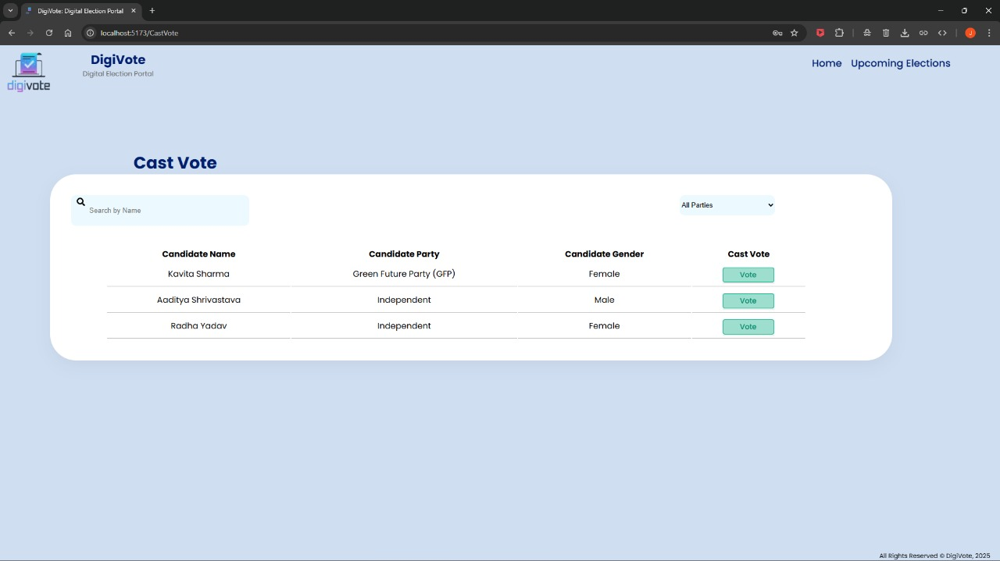 DigiVote: Digital Election Portal
localhost:5173/CastVote
digivote
DigiVote
Digital Election Portal
Home Upcoming Elections
Cast Vote
Search by Name
All Parties
Candidate Name Candidate Party Candidate Gender Cast Vote
Kavita Sharma Green Future Party (GFP) Female Vote
Aaditya Shrivastava Independent Male Vote
Radha Yadav Independent Female Vote
All Rights Reserved © DigiVote, 2025
J